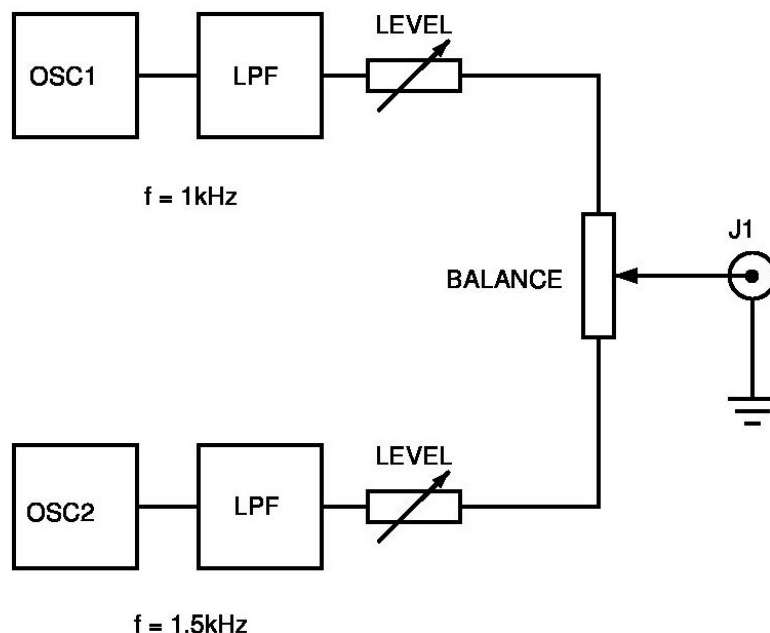 LEVEL
OSC1
LPF
f = 1kHz
J1
BALANCE
LEVEL
OSC2
LPF
f = 1.5kHz